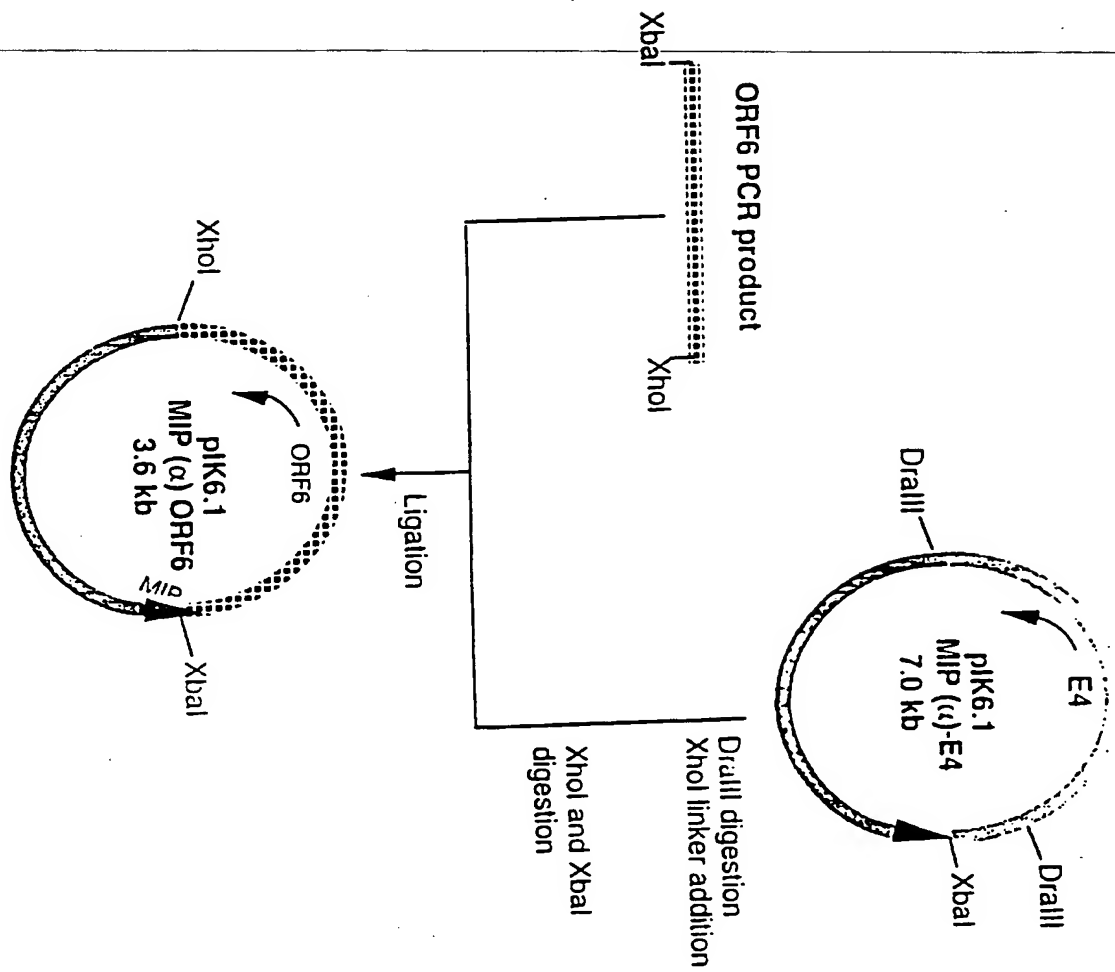 ORF6 PCR product
XbaI
XhoI
E4
pIK6.1
MIP (α)-E4
7.0 kb
DraIII
DraIII
XbaI
DraIII digestion
XhoI linker addition
XhoI and XbaI
digestion
Ligation
ORF6
pIK6.1
MIP (α) ORF6
3.6 kb
XhoI
MIP
XbaI